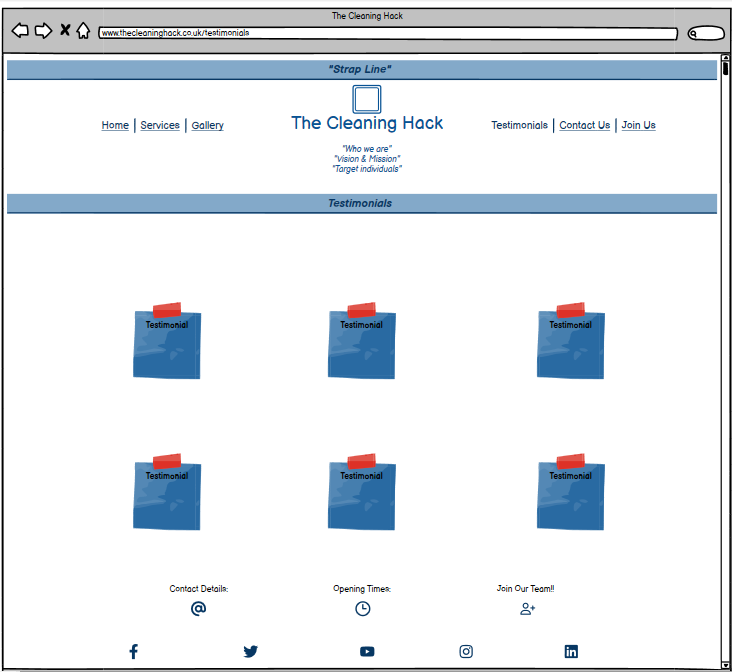 The Cleaning Hack
www.thecleaninghack.co.uk/testimonials
"Strap Line"
Home | Services | Gallery
The Cleaning Hack
Testimonials | Contact Us | Join Us
"Who we are"
"Vision & Mission"
"Target individuals"
Testimonials
Testimonial Testimonial Testimonial
Testimonial Testimonial Testimonial
Contact Details: Opening Times: Join Our Team!!